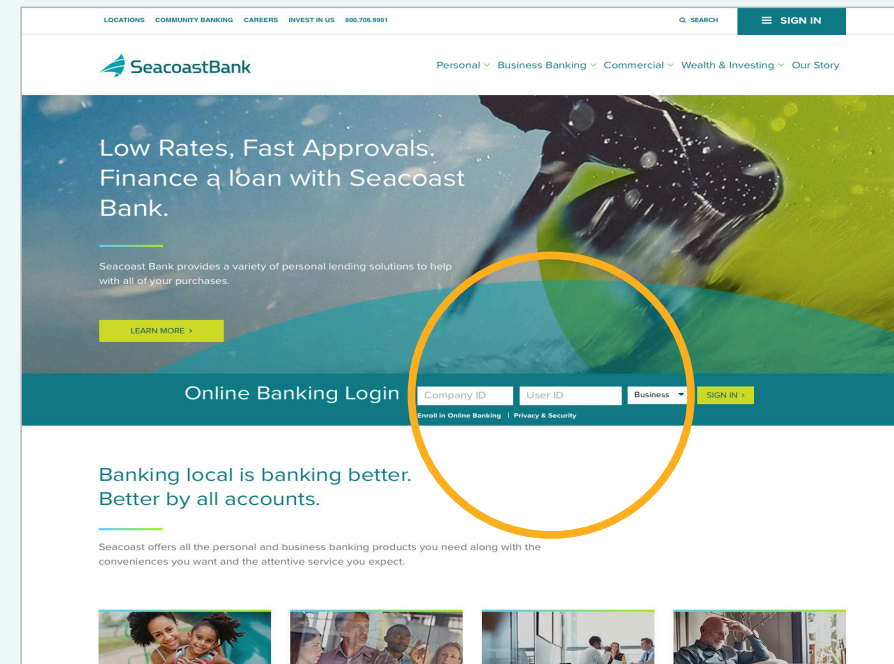 LOCATIONS COMMUNITY BANKING CAREERS INVEST IN US 800.706.9991 SEARCH SIGN IN
SeacoastBank Personal Business Banking Commercial Wealth & Investing Our Story
Low Rates, Fast Approvals.
Finance a loan with Seacoast
Bank.
Seacoast Bank provides a variety of personal lending solutions to help
with all of your purchases.
LEARN MORE >
Online Banking Login Company ID User ID Business SIGN IN >
Enroll in Online Banking | Privacy & Security
Banking local is banking better.
Better by all accounts.
Seacoast offers all the personal and business banking products you need along with the
conveniences you want and the attentive service you expect.